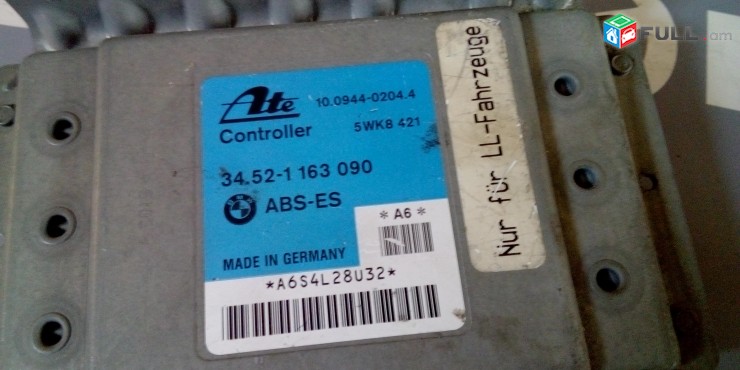 Ate
10.0944-0204.4
Controller
5WK8 421
34.52-1 163 090
ABS-ES
*A6*
MADE IN GERMANY
*A6S4L28U32*
Nur für LL-Fahrzeuge
FULL.am